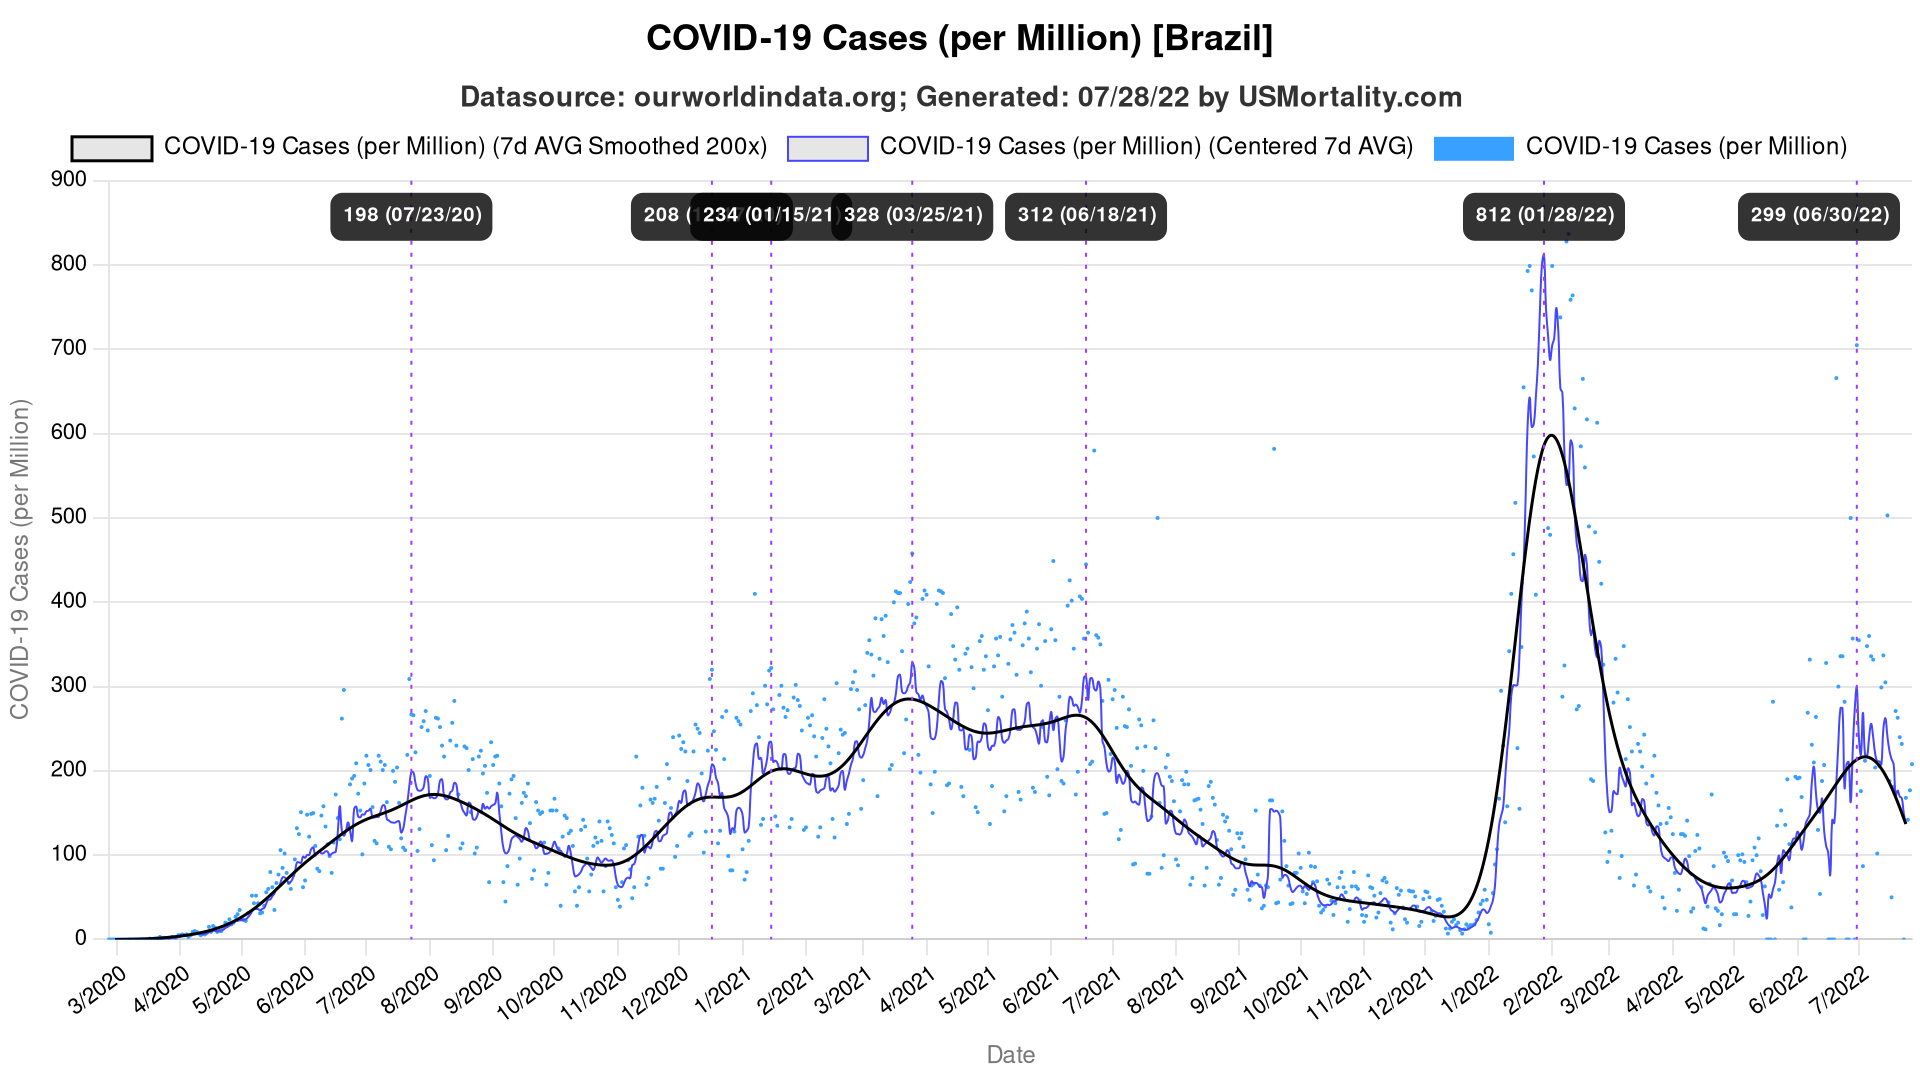 COVID-19 Cases (per Million) [Brazil]
Datasource: ourworldindata.org; Generated: 07/28/22 by USMortality.com
COVID-19 Cases (per Million) (7d AVG Smoothed 200x) COVID-19 Cases (per Million) (Centered 7d AVG) COVID-19 Cases (per Million)
198 (07/23/20) 208 ( 234 (01/15/21) 328 (03/25/21) 312 (06/18/21) 812 (01/28/22) 299 (06/30/22)
900
800
700
600
500
400
300
200
100
0
COVID-19 Cases (per Million)
3/2020 4/2020 5/2020 6/2020 7/2020 8/2020 9/2020 10/2020 11/2020 12/2020 1/2021 2/2021 3/2021 4/2021 5/2021 6/2021 7/2021 8/2021 9/2021 10/2021 11/2021 12/2021 1/2022 2/2022 3/2022 4/2022 5/2022 6/2022 7/2022
Date